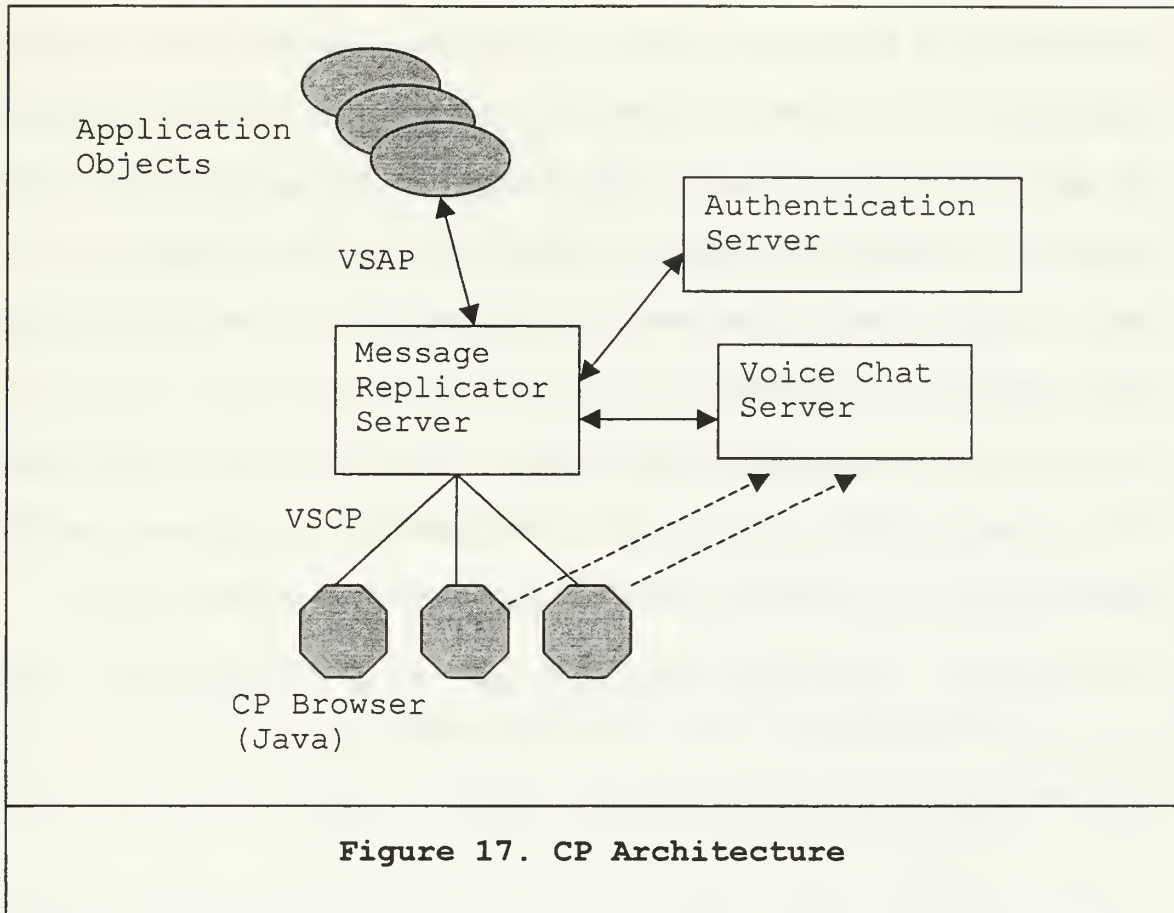 Application
Objects
VSAP
Authentication
Server
Message
Replicator
Server
Voice Chat
Server
VSCP
CP Browser
(Java)
Figure 17. CP Architecture